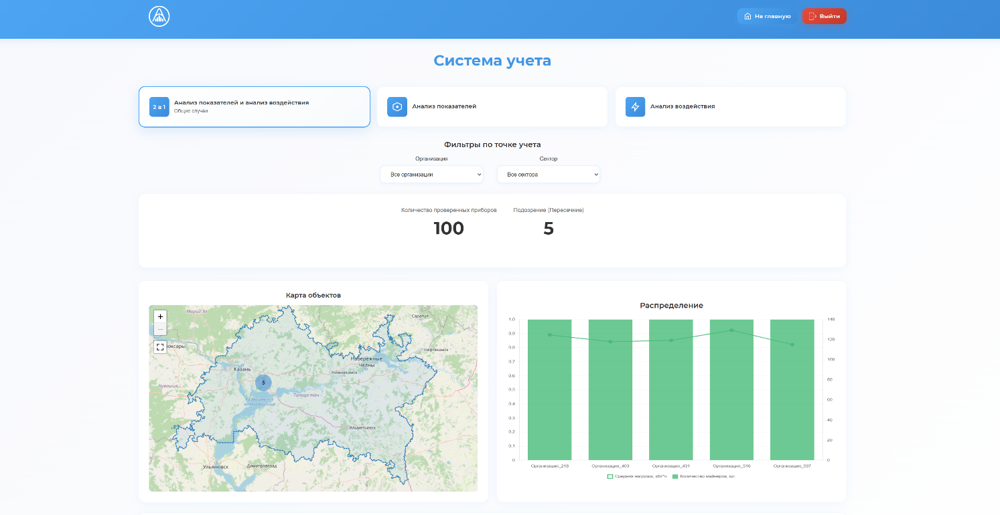 На главную
Выйти
Система учета
2 в 1
Анализ показателей и анализ воздействия
Общие случаи
Анализ показателей
Анализ воздействия
Фильтры по точке учета
Организация
Сектор
Все организации
Все сектора
Количество проверенных приборов
Подозрение (Пересечние)
100
5
Карта объектов
+
−
Марий Эл
Сарапул
оксары
Нефтекамск
Набережные
Челны
Казань
Нижнекамск
5
Чувашия
Татарстан
Куйбышевское
водохранилище
Альметьевск
Ульяновск
Димитровград
Распределение
1,0
0,9
0,8
0,7
0,6
0,5
0,4
0,3
0,2
0,1
0
140
120
100
80
60
40
20
0
Организация_218
Организация_403
Организация_431
Организация_516
Организация_597
Средняя нагрузка, кВт*ч
Количество майнеров, шт.